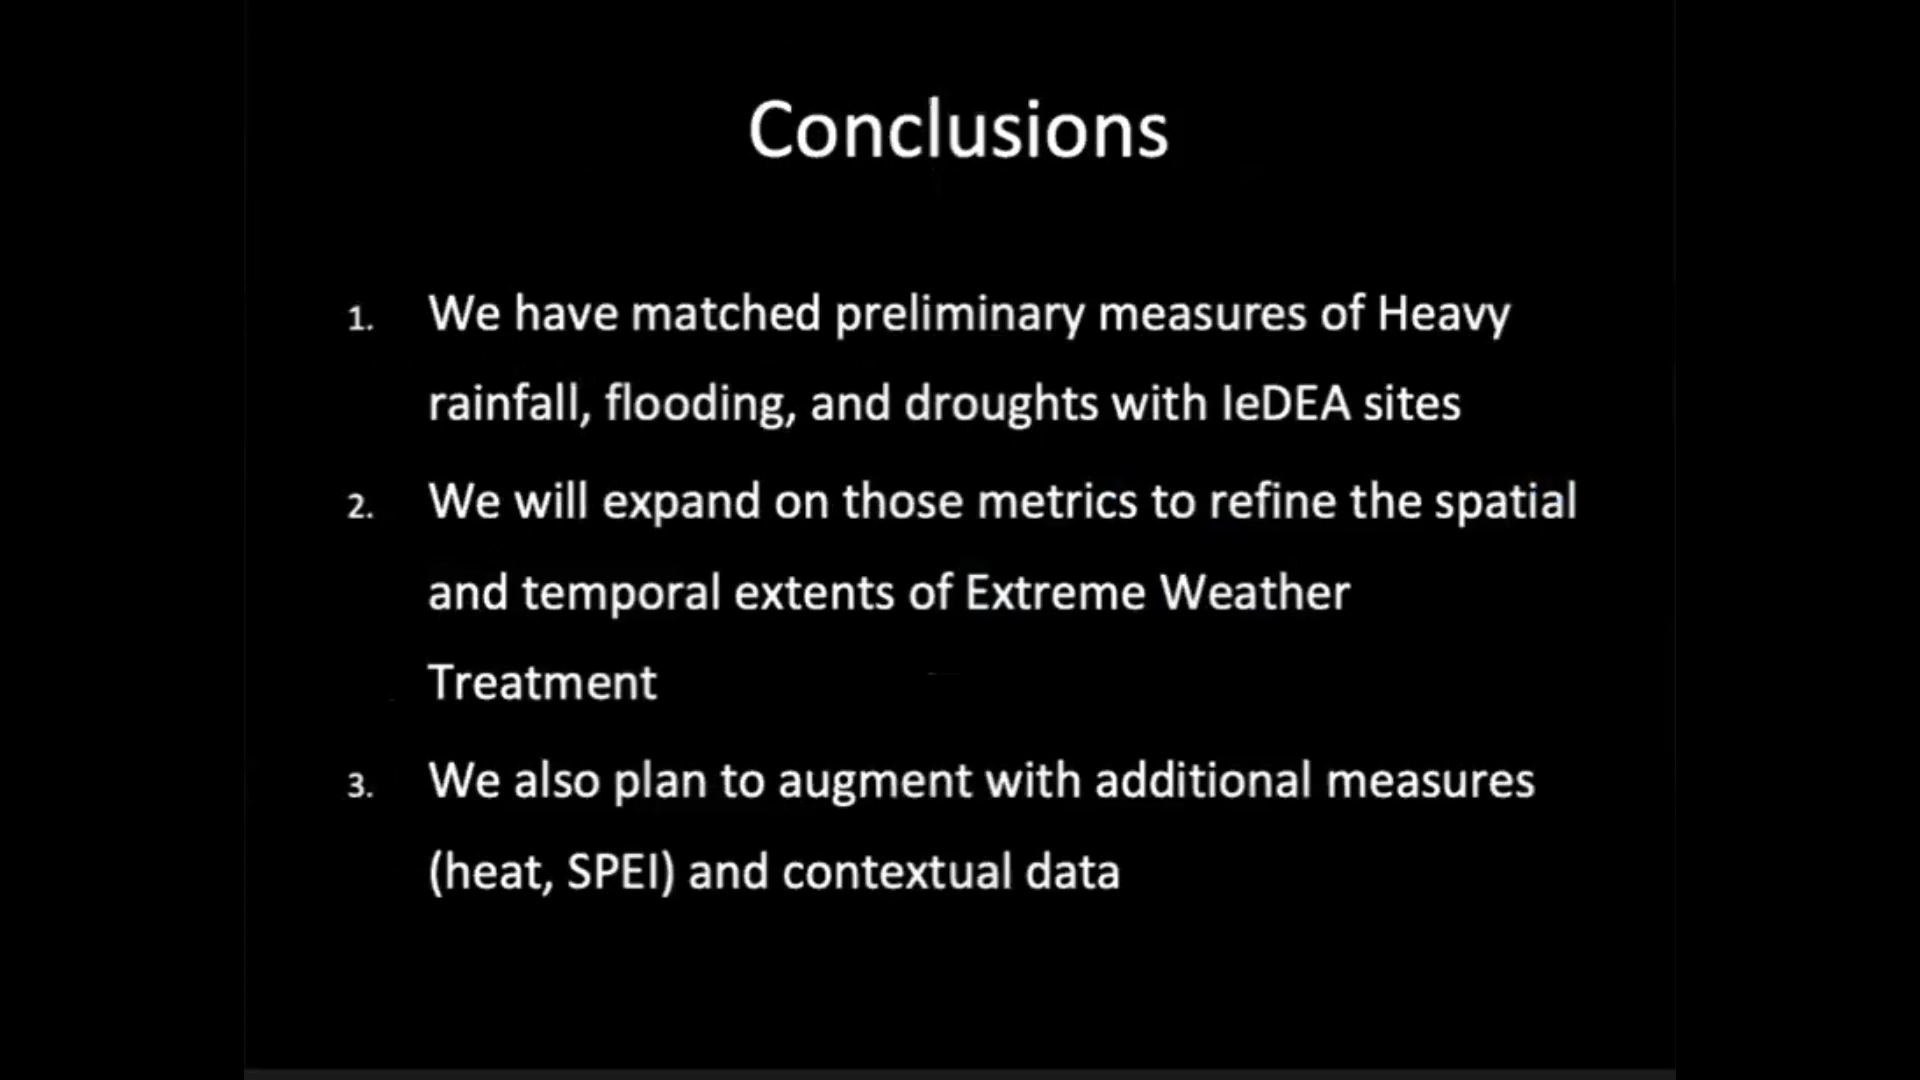 Conclusions
1. We have matched preliminary measures of Heavy
rainfall, flooding, and droughts with IeDEA sites
2. We will expand on those metrics to refine the spatial
and temporal extents of Extreme Weather
Treatment
3. We also plan to augment with additional measures
(heat, SPEI) and contextual data